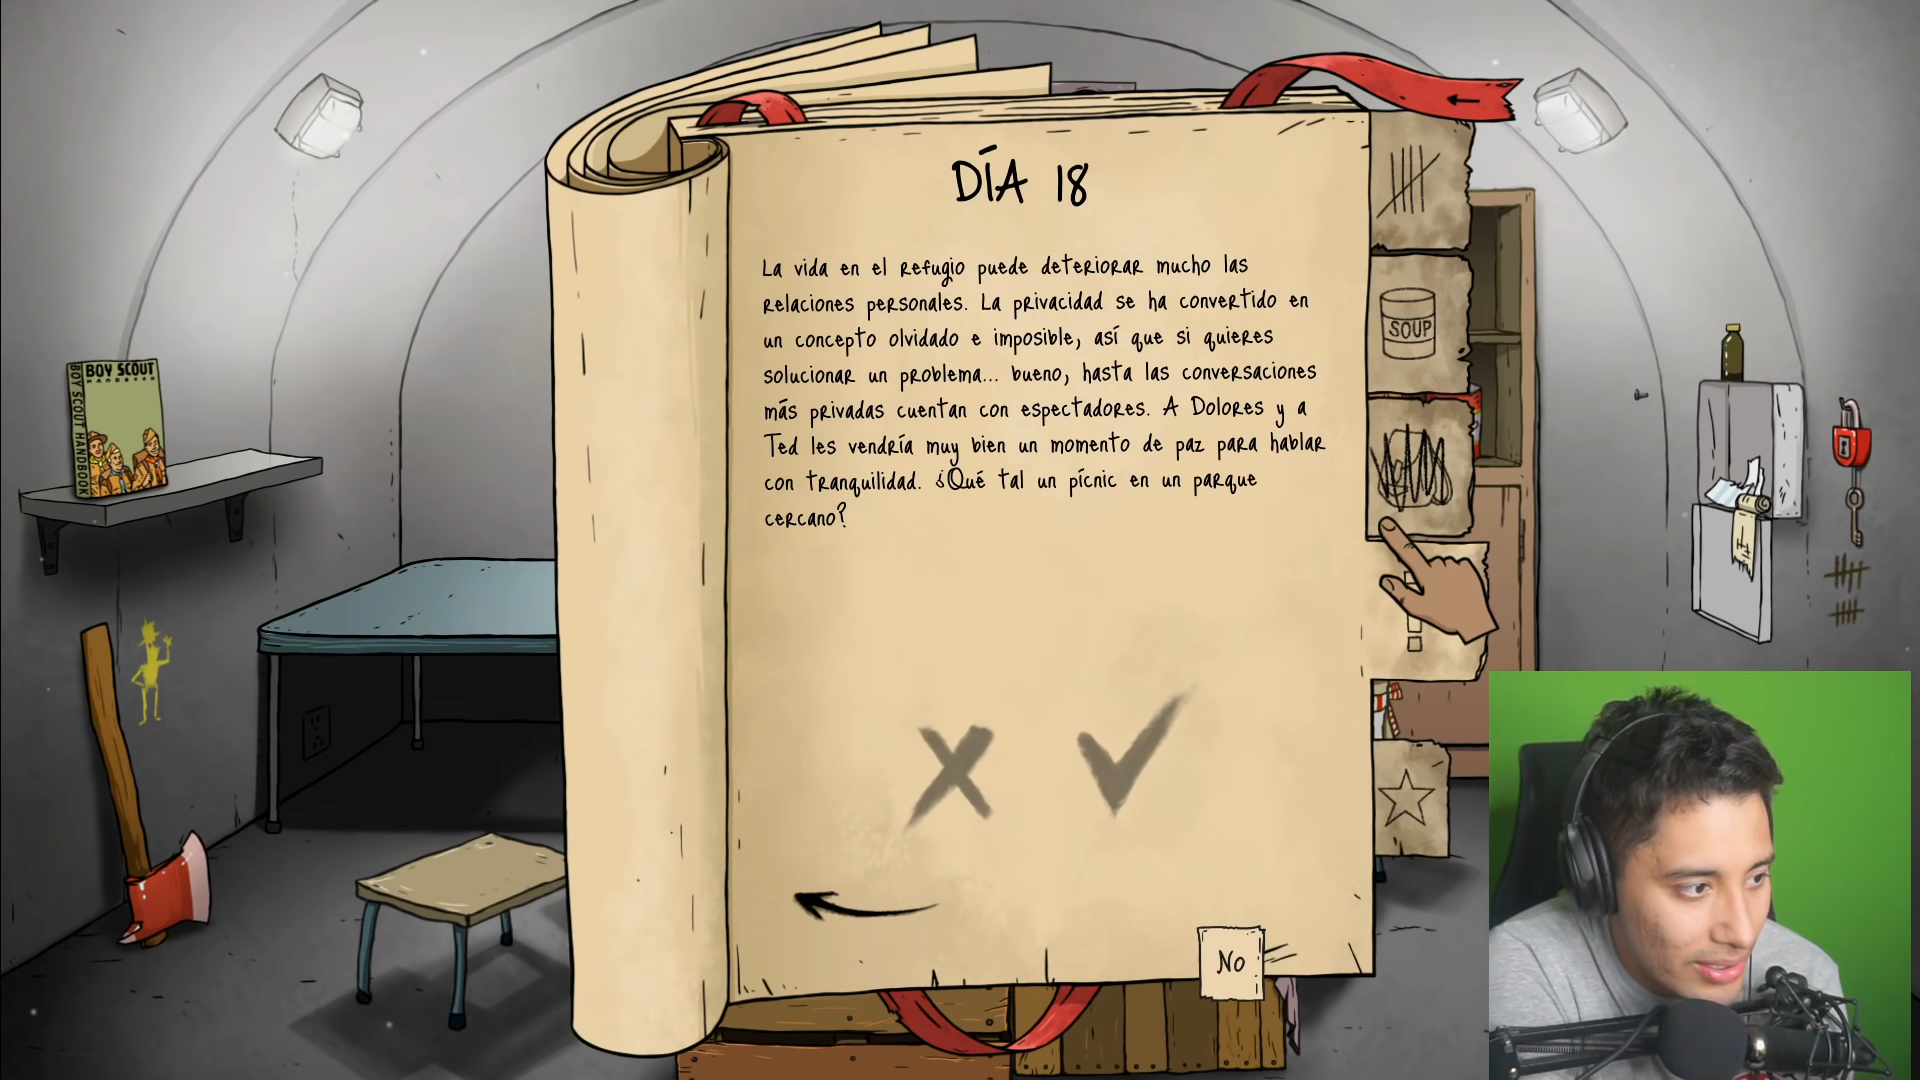 DÍA 18
La vida en el refugio puede deteriorar mucho las
relaciones personales. La privacidad se ha convertido en
un concepto olvidado e imposible, así que si quieres
solucionar un problema... bueno, hasta las conversaciones
más privadas cuentan con espectadores. A Dolores y a
Ted les vendría muy bien un momento de paz para hablar
con tranquilidad. ¿Qué tal un pícnic en un parque
cercano?
No
SOUP
BOY SCOUT
HANDBOOK
BOY SCOUT HANDBOOK